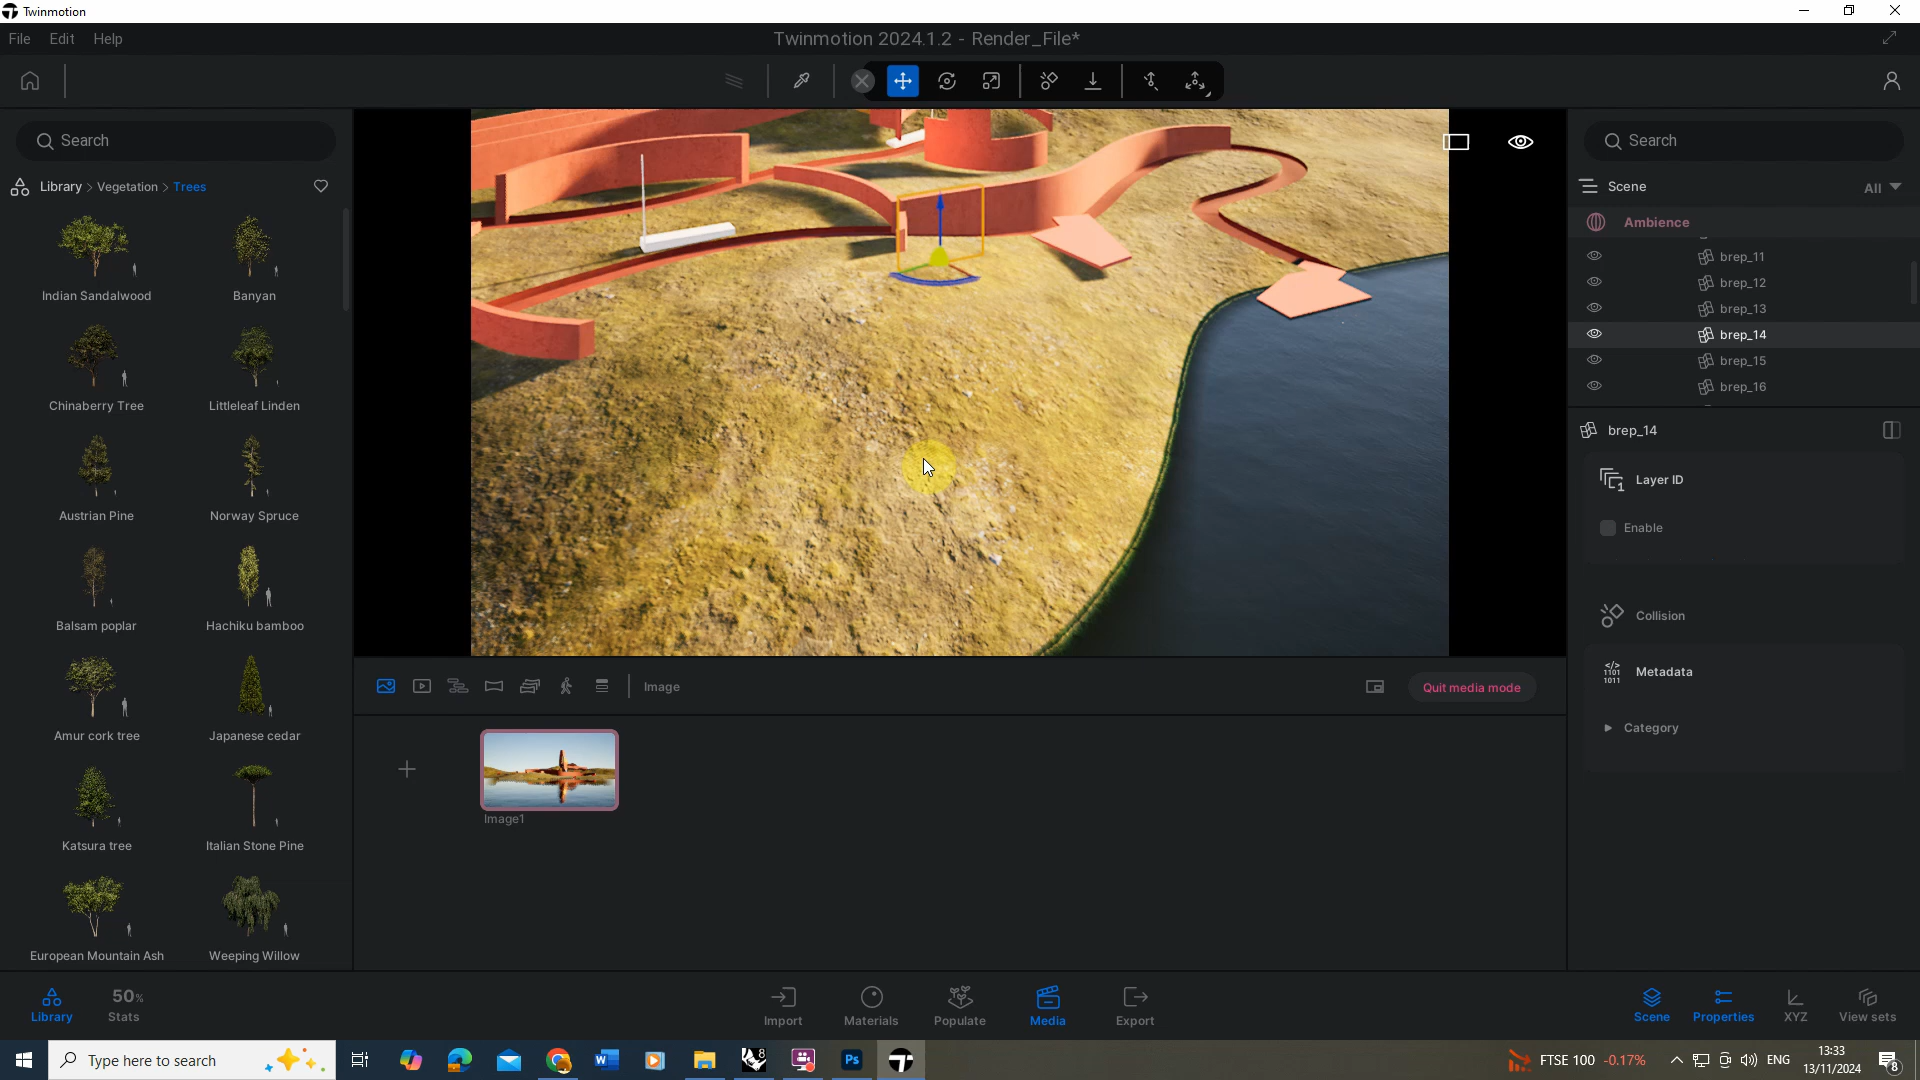 Twinmotion
File Edit Help
Twinmotion 2024.1.2 - Render_File*
Search
Library > Vegetation > Trees
Indian Sandalwood
Banyan
Chinaberry Tree
Littleleaf Linden
Austrian Pine
Norway Spruce
Balsam poplar
Hachiku bamboo
Amur cork tree
Japanese cedar
Katsura tree
Italian Stone Pine
European Mountain Ash
Weeping Willow
Image
Quit media mode
Image1
Search
Scene
All
Ambience
brep_11
brep_12
brep_13
brep_14
brep_15
brep_16
brep_14
Layer ID
Enable
Collision
Metadata
Category
Library
50%
Stats
Import
Materials
Populate
Media
Export
Scene
Properties
XYZ
View sets
Type here to search
FTSE 100 -0.17%
ENG
13:33
13/11/2024
8